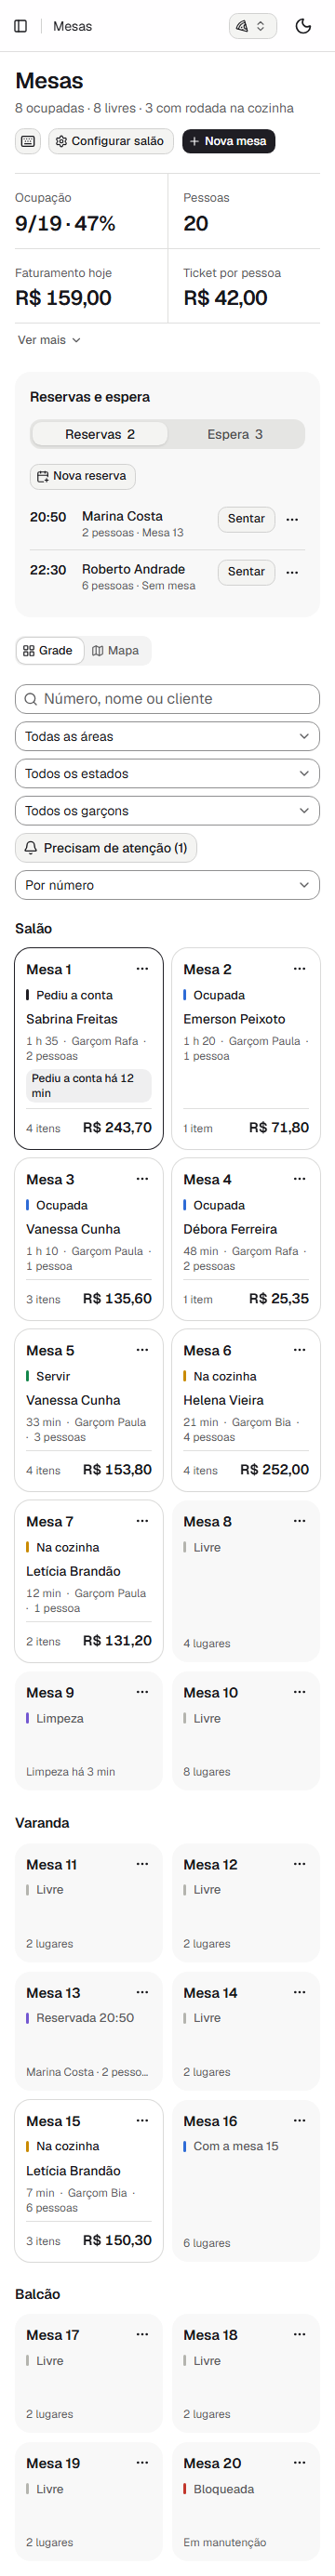 Mesas
Mesas
8 ocupadas · 8 livres · 3 com rodada na cozinha
Configurar salão
Nova mesa
Ocupação
9/19 · 47%
Pessoas
20
Faturamento hoje
R$ 159,00
Ticket por pessoa
R$ 42,00
Ver mais
Reservas e espera
Reservas 2
Espera 3
Nova reserva
20:50
Marina Costa
2 pessoas · Mesa 13
Sentar
22:30
Roberto Andrade
6 pessoas · Sem mesa
Sentar
Grade
Mapa
Número, nome ou cliente
Todas as áreas
Todos os estados
Todos os garçons
Precisam de atenção (1)
Por número
Salão
Mesa 1
Pediu a conta
Sabrina Freitas
1 h 35 · Garçom Rafa ·
2 pessoas
Pediu a conta há 12
min
4 itens
R$ 243,70
Mesa 2
Ocupada
Emerson Peixoto
1 h 20 · Garçom Paula ·
1 pessoa
1 item
R$ 71,80
Mesa 3
Ocupada
Vanessa Cunha
1 h 10 · Garçom Paula ·
1 pessoa
3 itens
R$ 135,60
Mesa 4
Ocupada
Débora Ferreira
48 min · Garçom Rafa ·
2 pessoas
1 item
R$ 25,35
Mesa 5
Servir
Vanessa Cunha
33 min · Garçom Paula
· 3 pessoas
4 itens
R$ 153,80
Mesa 6
Na cozinha
Helena Vieira
21 min · Garçom Bia ·
4 pessoas
4 itens
R$ 252,00
Mesa 7
Na cozinha
Letícia Brandão
12 min · Garçom Paula
· 1 pessoa
2 itens
R$ 131,20
Mesa 8
Livre
4 lugares
Mesa 9
Limpeza
Limpeza há 3 min
Mesa 10
Livre
8 lugares
Varanda
Mesa 11
Livre
2 lugares
Mesa 12
Livre
2 lugares
Mesa 13
Reservada 20:50
Marina Costa · 2 pesso...
Mesa 14
Livre
2 lugares
Mesa 15
Na cozinha
Letícia Brandão
7 min · Garçom Bia ·
6 pessoas
3 itens
R$ 150,30
Mesa 16
Com a mesa 15
6 lugares
Balcão
Mesa 17
Livre
2 lugares
Mesa 18
Livre
2 lugares
Mesa 19
Livre
2 lugares
Mesa 20
Bloqueada
Em manutenção